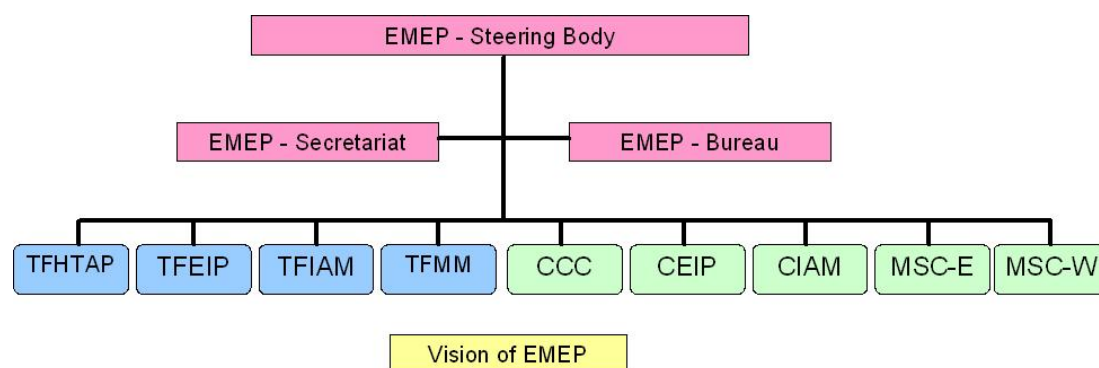 EMEP - Steering Body
EMEP - Secretariat
EMEP - Bureau
TFHTAP
TFEIP
TFIAM
TFMM
CCC
CEIP
CIAM
MSC-E
MSC-W
Vision of EMEP